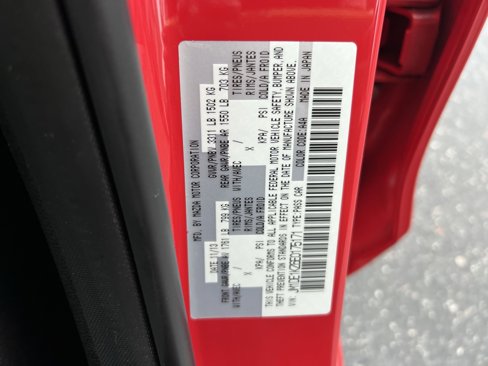 MFG. BY MAZDA MOTOR CORPORATION
DATE: 11/13 GVWR/PNBV 3311 LB 1502 KG
FRONT GAWR/PNBE AV 1761 LB 799 KG REAR GAWR/PNBE AR 1550 LB 703 KG
WITH/AVEC TIRES/PNEUS WITH/AVEC TIRES/PNEUS
X RIMS/JANTES X RIMS/JANTES
KPA/ PSI COLD/A FROID KPA/ PSI COLD/A FROID
THIS VEHICLE CONFORMS TO ALL APPLICABLE FEDERAL MOTOR VEHICLE SAFETY, BUMPER, AND
THEFT PREVENTION STANDARDS IN EFFECT ON THE DATE OF MANUFACTURE SHOWN ABOVE.
VIN: TYPE: PASS CAR COLOR CODE: A4A MADE IN JAPAN